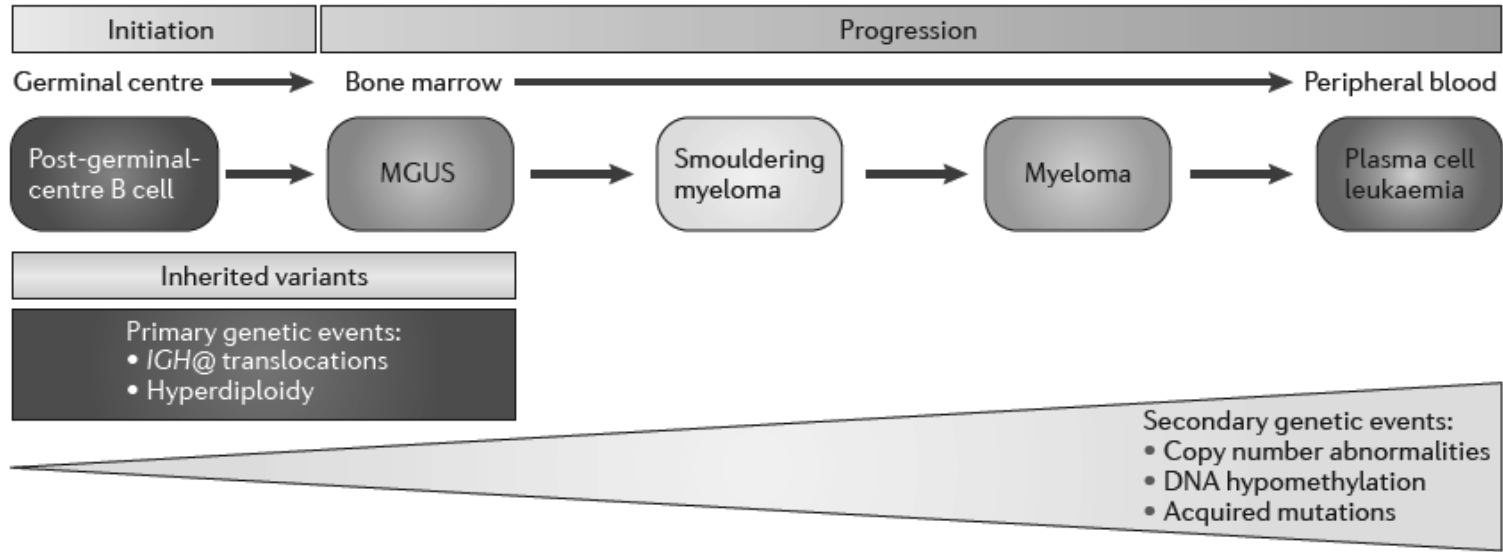 Initiation
Progression
Germinal centre
Bone marrow
Peripheral blood
Post-germinal-
centre B cell
MGUS
Smouldering
myeloma
Myeloma
Plasma cell
leukaemia
Inherited variants
Primary genetic events:
• IGH@ translocations
• Hyperdiploidy
Secondary genetic events:
• Copy number abnormalities
• DNA hypomethylation
• Acquired mutations